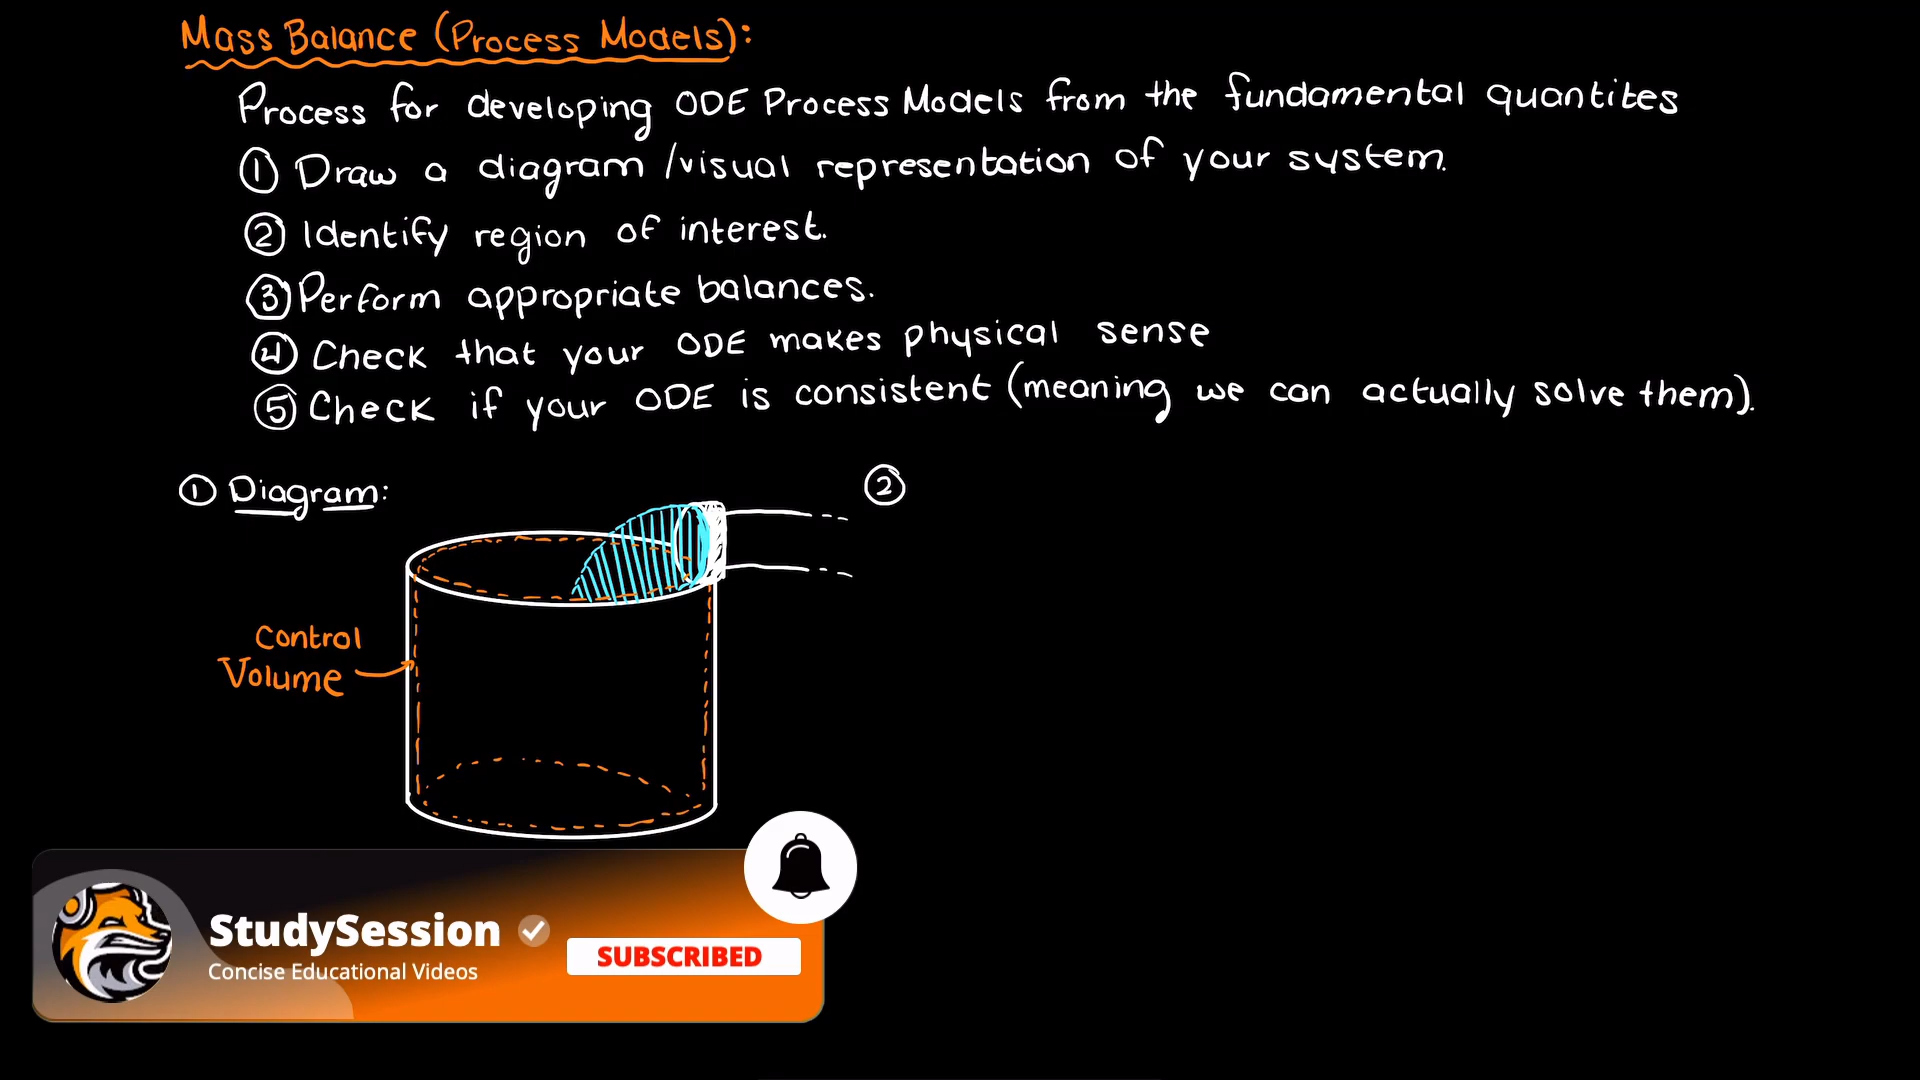 Mass Balance (Process Models):
Process for developing ODE Process Models from the fundamental quantites
① Draw a diagram /visual representation of your system.
② Identify region of interest.
③ Perform appropriate balances.
④ Check that your ODE makes physical sense
⑤ Check if your ODE is consistent (meaning we can actually solve them).
① Diagram:
②
Control
Volume
StudySession
Concise Educational Videos
SUBSCRIBED